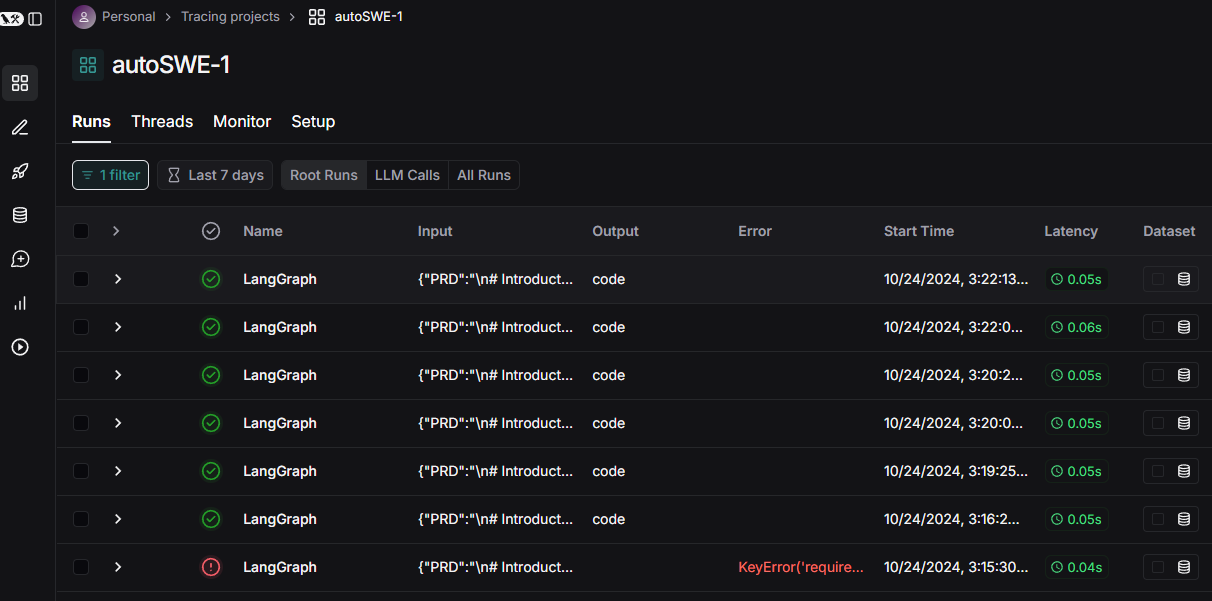 Personal > Tracing projects > autoSWE-1
autoSWE-1
Runs Threads Monitor Setup
1 filter Last 7 days Root Runs LLM Calls All Runs
Name Input Output Error Start Time Latency Dataset
LangGraph {"PRD":"\n# Introduct... code 10/24/2024, 3:22:13... 0.05s
LangGraph {"PRD":"\n# Introduct... code 10/24/2024, 3:22:0... 0.06s
LangGraph {"PRD":"\n# Introduct... code 10/24/2024, 3:20:2... 0.05s
LangGraph {"PRD":"\n# Introduct... code 10/24/2024, 3:20:0... 0.05s
LangGraph {"PRD":"\n# Introduct... code 10/24/2024, 3:19:25... 0.05s
LangGraph {"PRD":"\n# Introduct... code 10/24/2024, 3:16:2... 0.05s
LangGraph {"PRD":"\n# Introduct... KeyError('require... 10/24/2024, 3:15:30... 0.04s